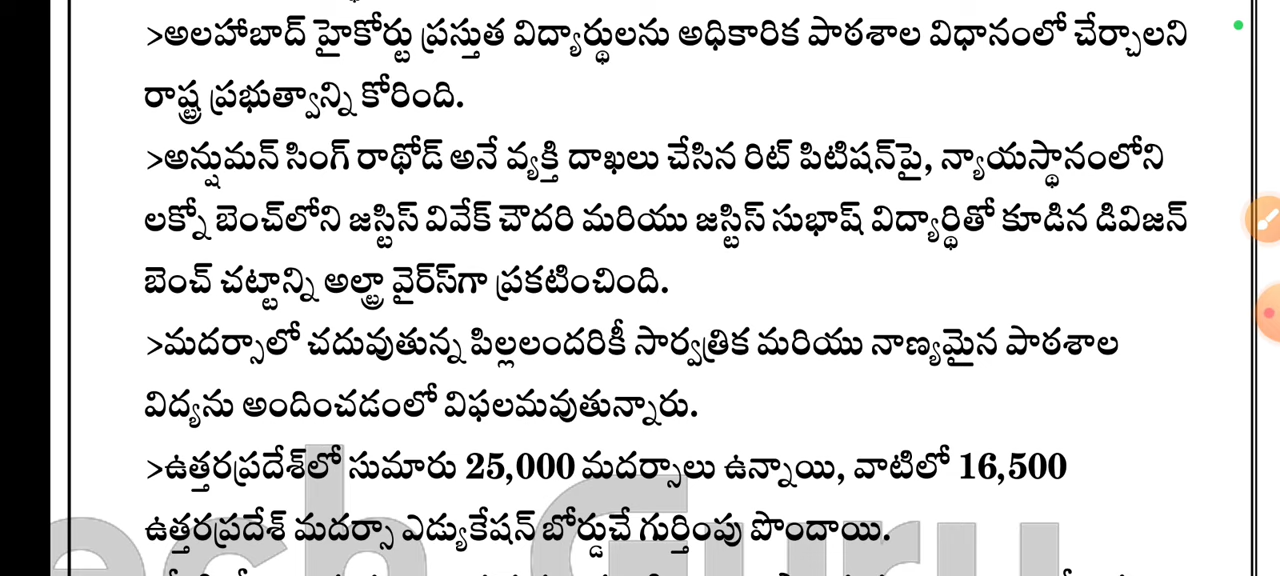 >అలహాబాద్ హైకోర్టు ప్రస్తుత విద్యార్థులను అధికారిక పాఠశాల విధానంలో చేర్చాలని
రాష్ట్ర ప్రభుత్వాన్ని కోరింది.
>అన్షుమన్ సింగ్ రాథోడ్ అనే వ్యక్తి దాఖలు చేసిన రిట్ పిటిషన్‌పై, న్యాయస్థానంలోని
లక్నో బెంచ్‌లోని జస్టిస్ వివేక్ చౌదరి మరియు జస్టిస్ సుభాష్ విద్యార్థితో కూడిన డివిజన్
బెంచ్ చట్టాన్ని అల్ట్రా వైర్‌స్‌గా ప్రకటించింది.
>మదర్సాలో చదువుతున్న పిల్లలందరికీ సార్వత్రిక మరియు నాణ్యమైన పాఠశాల
విద్యను అందించడంలో విఫలమవుతున్నారు.
>ఉత్తరప్రదేశ్‌లో సుమారు 25,000 మదర్సాలు ఉన్నాయి, వాటిలో 16,500
ఉత్తరప్రదేశ్ మదర్సా ఎడ్యుకేషన్ బోర్డుచే గుర్తింపు పొందాయి.
ech Guru